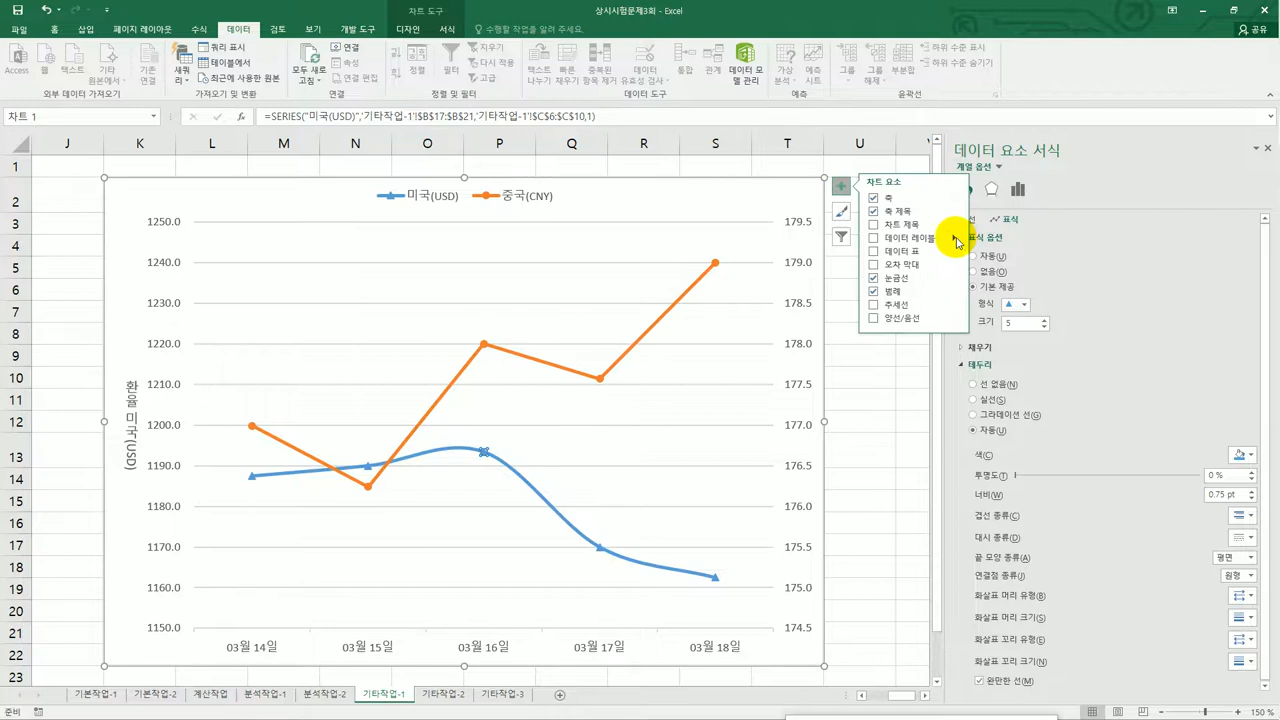 차트 도구
상시시험문제3회 - Excel
파일 홈 삽입 페이지 레이아웃 수식 데이터 검토 보기 개발 도구 디자인 서식 수행할 작업을 알려 주세요. 공유
Access 웹 텍스트 기타 원본에서 기존 연결
외부 데이터 가져오기
새 쿼리 쿼리 표시
테이블에서
최근에 사용한 원본
가져오기 및 변환
모두 새로 고침 연결
속성
연결 편집
연결
정렬 필터 지우기
다시 적용
고급
정렬 및 필터
텍스트 나누기 빠른 채우기 중복된 항목 제거 데이터 유효성 검사 통합 관계 데이터 모델 관리
데이터 도구
가상 분석 예측 시트
예측
그룹 그룹 해제 부분합 하위 수준 표시
하위 수준 숨기기
윤곽선
차트 1
fx
=SERIES("미국(USD)",'기타작업-1'!$B$17:$B$21,'기타작업-1'!$C$6:$C$10,1)
J K L M N O P Q R S T U
1
2
3
4
5
6
7
8
9
10
11
12
13
14
15
16
17
18
19
20
21
22
23
미국(USD) 중국(CNY)
1250.0
1240.0
1230.0
1220.0
1210.0
1200.0
1190.0
1180.0
1170.0
1160.0
1150.0
환율 미국(USD)
179.5
179.0
178.5
178.0
177.5
177.0
176.5
176.0
175.5
175.0
174.5
03월 14일 03월 15일 03월 16일 03월 17일 03월 18일
차트 요소
축
축 제목
차트 제목
데이터 레이블
데이터 표
오차 막대
눈금선
범례
추세선
양선/음선
데이터 요소 서식
계열 옵션
선 표식
표식 옵션
자동(U)
없음(O)
기본 제공
형식
크기 5
채우기
테두리
선 없음(N)
실선(S)
그라데이션 선(G)
자동(U)
색(C)
투명도(T) 0 %
너비(W) 0.75 pt
겹선 종류(C)
대시 종류(D)
끝 모양 종류(A) 평면
연결점 종류(J) 원형
화살표 머리 유형(B)
화살표 머리 크기(S)
화살표 꼬리 유형(E)
화살표 꼬리 크기(N)
완만한 선(M)
기본작업-1 기본작업-2 계산작업 분석작업-1 분석작업-2 기타작업-1 기타작업-2 기타작업-3
준비
150 %